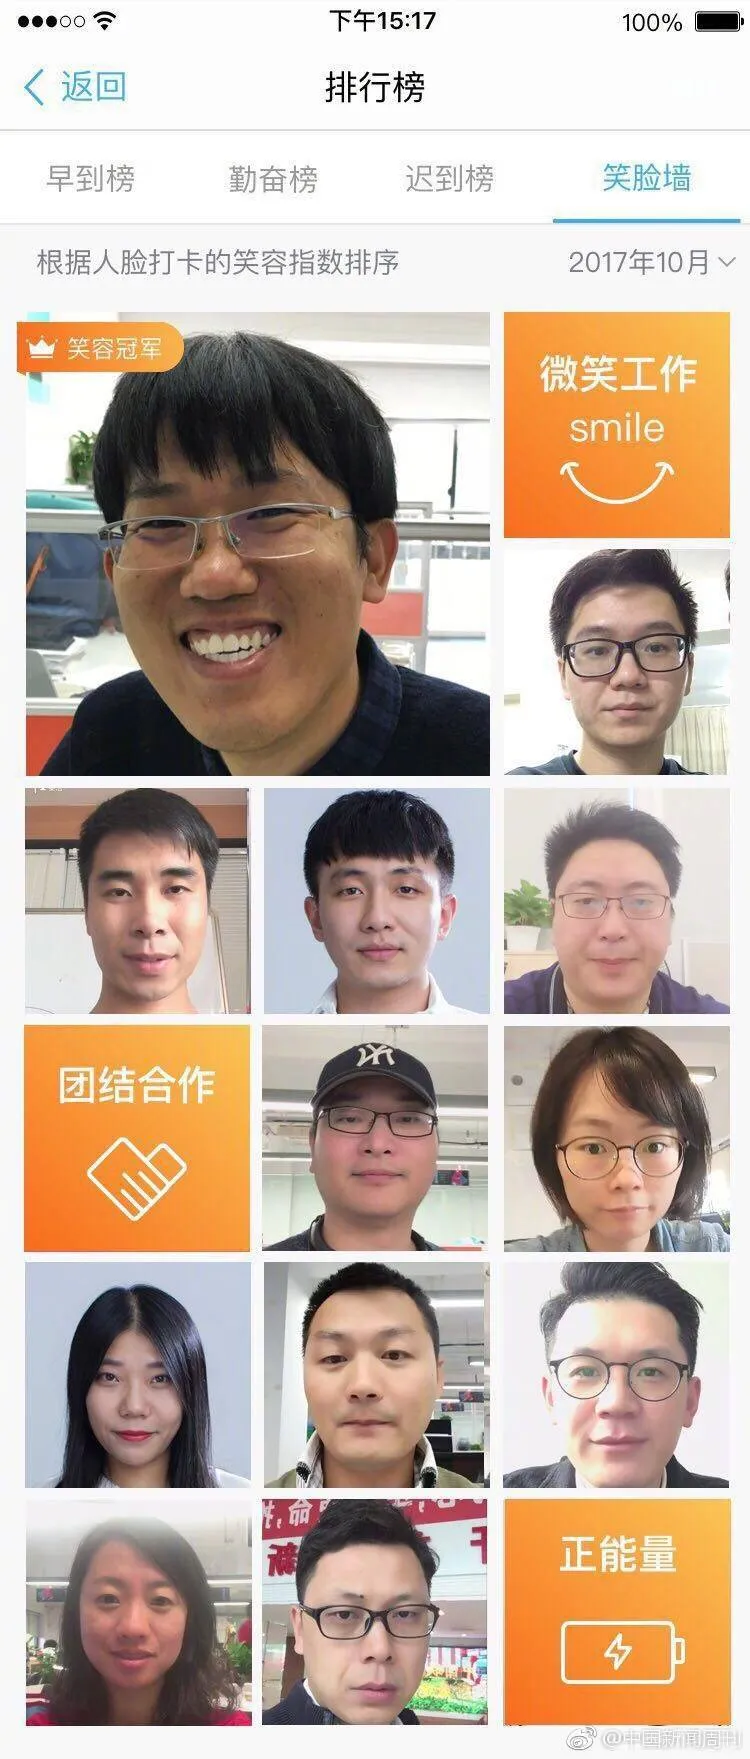 下午15:17
100%
返回
排行榜
早到榜
勤奋榜
迟到榜
笑脸墙
根据人脸打卡的笑容指数排序
2017年10月
笑容冠军
微笑工作
smile
团结合作
正能量
@中国新闻周刊